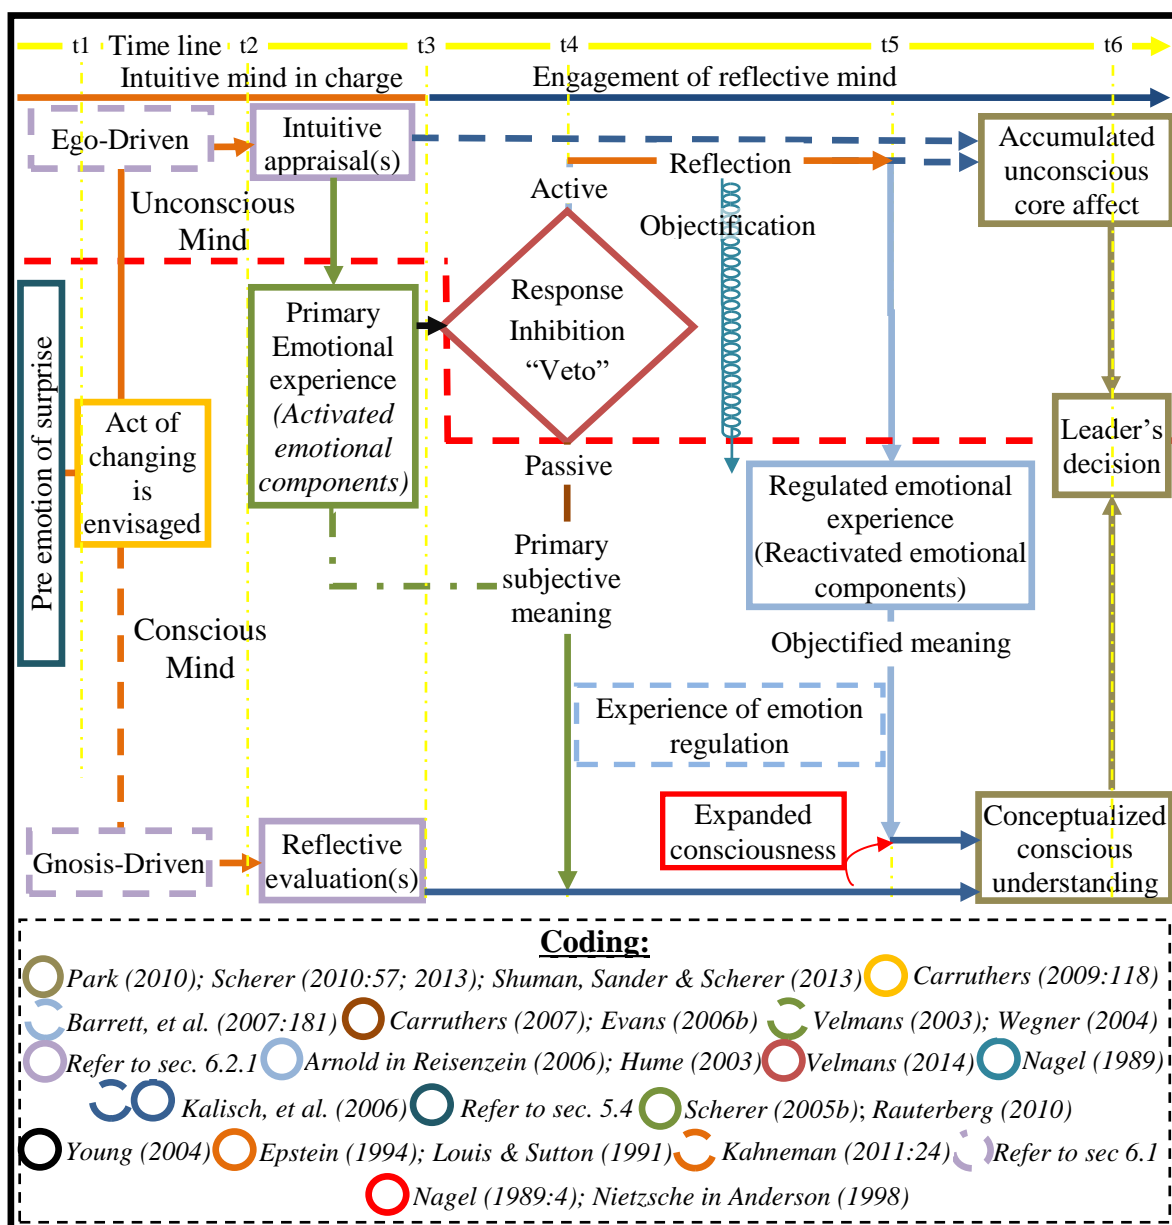 t1 Time line t2 t3 t4 t5 t6
Intuitive mind in charge
Engagement of reflective mind
Ego-Driven
Intuitive
appraisal(s)
Reflection
Accumulated
unconscious
core affect
Active
Unconscious
Mind
Objectification
Pre emotion of surprise
Primary
Emotional
experience
(Activated
emotional
components)
Response
Inhibition
“Veto”
Act of
changing
is
envisaged
Leader’s
decision
Passive
Regulated emotional
experience
(Reactivated emotional
components)
Primary
subjective
meaning
Conscious
Mind
Objectified meaning
Experience of emotion
regulation
Expanded
consciousness
Conceptualized
conscious
understanding
Gnosis-Driven
Reflective
evaluation(s)
Coding:
Park (2010); Scherer (2010:57; 2013); Shuman, Sander & Scherer (2013) Carruthers (2009:118)
Barrett, et al. (2007:181) Carruthers (2007); Evans (2006b) Velmans (2003); Wegner (2004)
Refer to sec. 6.2.1 Arnold in Reisenzein (2006); Hume (2003) Velmans (2014) Nagel (1989)
Kalisch, et al. (2006) Refer to sec. 5.4 Scherer (2005b); Rauterberg (2010)
Young (2004) Epstein (1994); Louis & Sutton (1991) Kahneman (2011:24) Refer to sec 6.1
Nagel (1989:4); Nietzsche in Anderson (1998)